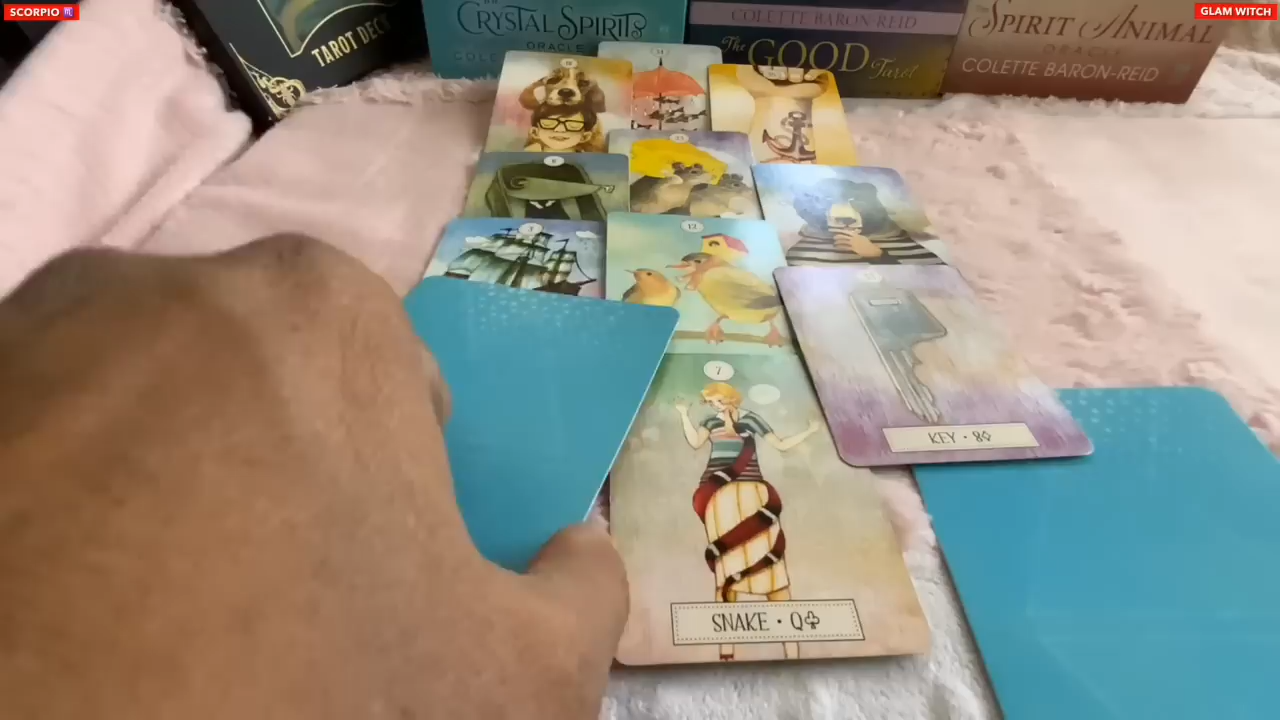 SCORPIO ♏
GLAM WITCH
TAROT DECK
CRYSTAL SPIRITS
ORACLE
COLETTE BARON-REID
The GOOD Tarot
SPIRIT ANIMAL
ORACLE
COLETTE BARON-REID
12
7
KEY • 8♢
SNAKE • Q♧